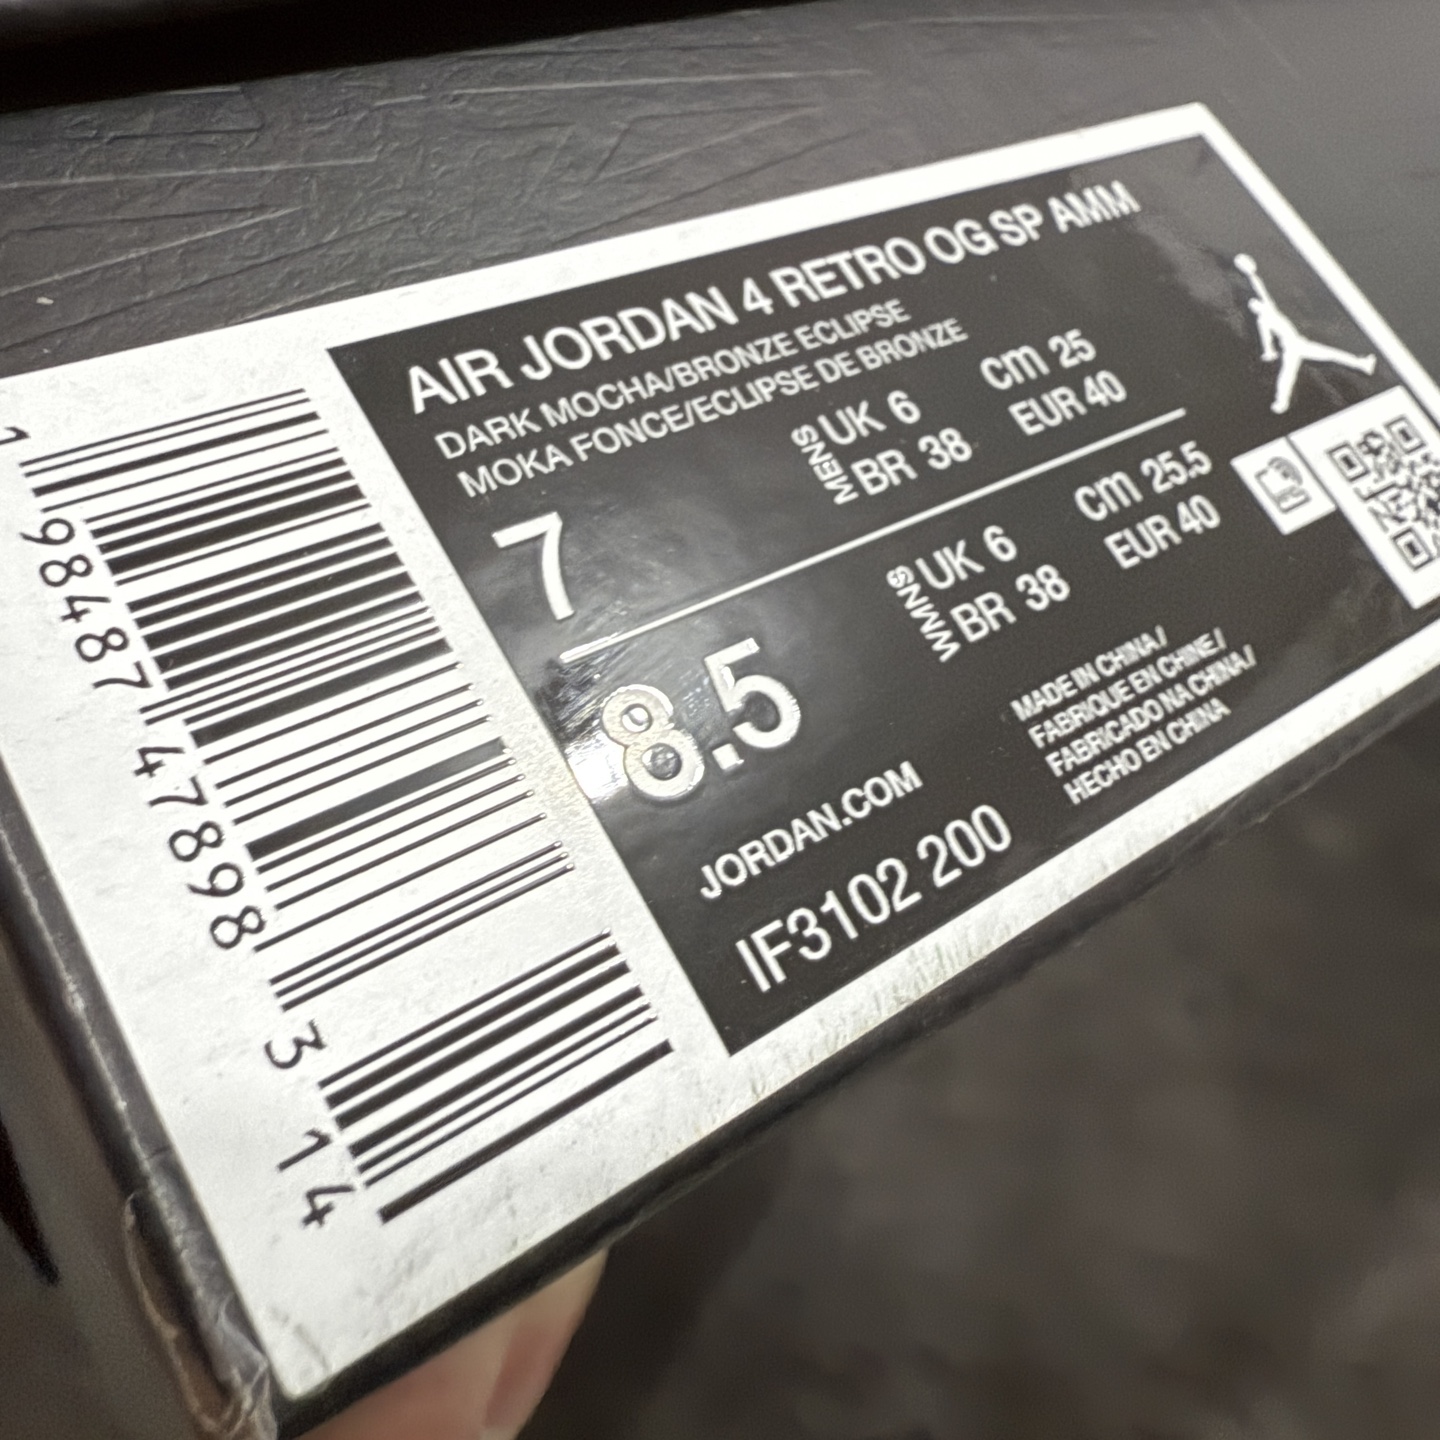 AIR JORDAN 4 RETRO OG SP AMM
DARK MOCHA/BRONZE ECLIPSE
MOKA FONCE/ECLIPSE DE BRONZE
7
MENS
UK 6
BR 38
cm 25
EUR 40
8.5
WMNS
UK 6
BR 38
cm 25.5
EUR 40
JORDAN.COM
IF3102 200
MADE IN CHINA /
FABRIQUE EN CHINE /
FABRICADO NA CHINA /
HECHO EN CHINA
1 98487 47898 3 14